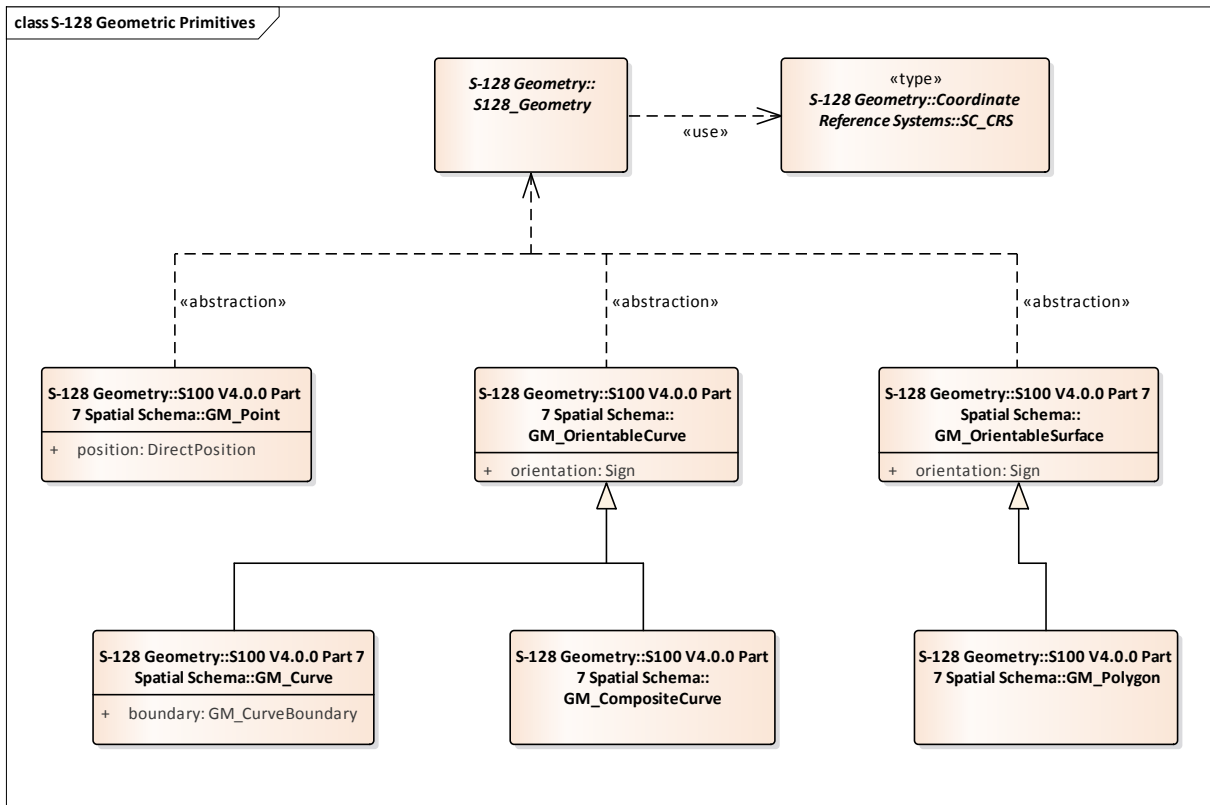 class S-128 Geometric Primitives
S-128 Geometry::
S128_Geometry
«type»
S-128 Geometry::Coordinate
Reference Systems::SC_CRS
«use»
«abstraction»
«abstraction»
«abstraction»
S-128 Geometry::S100 V4.0.0 Part
7 Spatial Schema::GM_Point
+ position: DirectPosition
S-128 Geometry::S100 V4.0.0 Part
7 Spatial Schema::
GM_OrientableCurve
+ orientation: Sign
S-128 Geometry::S100 V4.0.0 Part 7
Spatial Schema::
GM_OrientableSurface
+ orientation: Sign
S-128 Geometry::S100 V4.0.0 Part 7
Spatial Schema::GM_Curve
+ boundary: GM_CurveBoundary
S-128 Geometry::S100 V4.0.0 Part
7 Spatial Schema::
GM_CompositeCurve
S-128 Geometry::S100 V4.0.0 Part
7 Spatial Schema::GM_Polygon